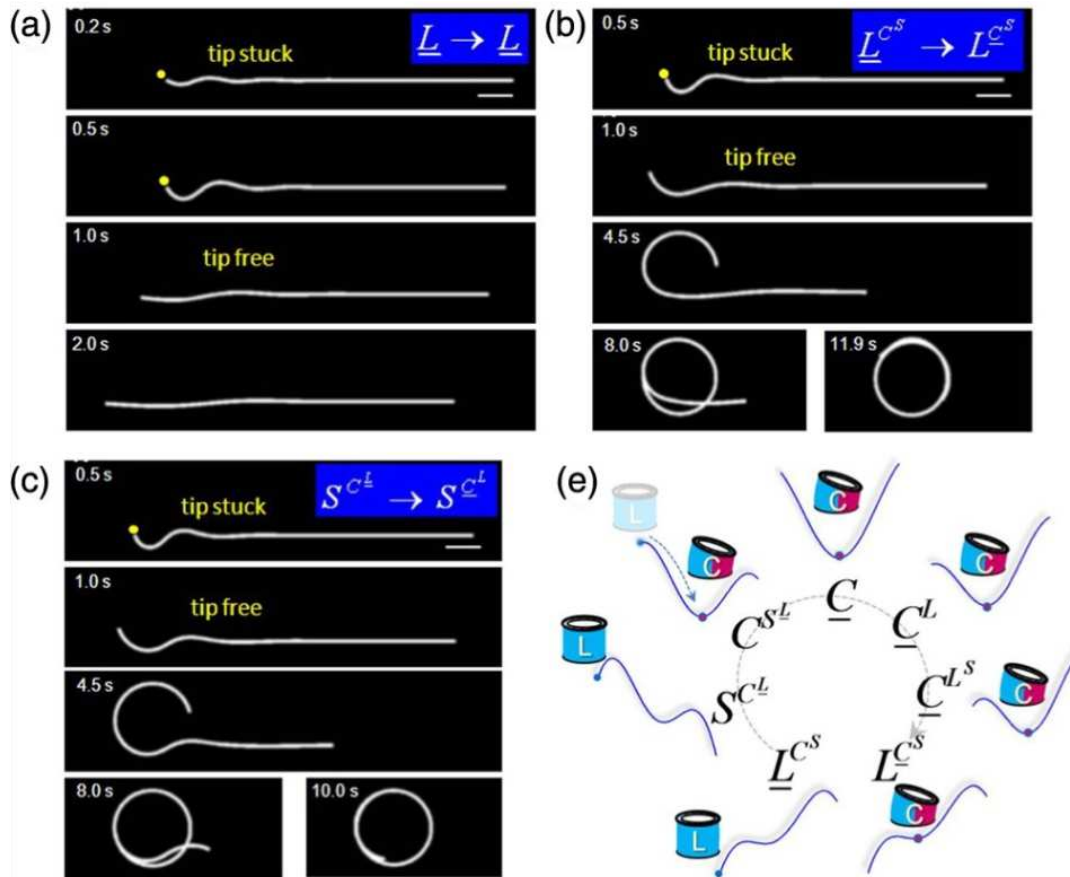 (a)
0.2 s
L → L
tip stuck
0.5 s
1.0 s
tip free
2.0 s
(b)
0.5 s
L^{C^S} → L^{C^S}
tip stuck
1.0 s
tip free
4.5 s
8.0 s
11.9 s
(c)
0.5 s
S^{C^L} → S^{C^L}
tip stuck
1.0 s
tip free
4.5 s
8.0 s
10.0 s
(e)
L
C
C
C
L
C
C
L
C
C^{S^L}
C
C^L
S^{C^L}
C^{L^S}
L^{C^S}
L^{C^S}